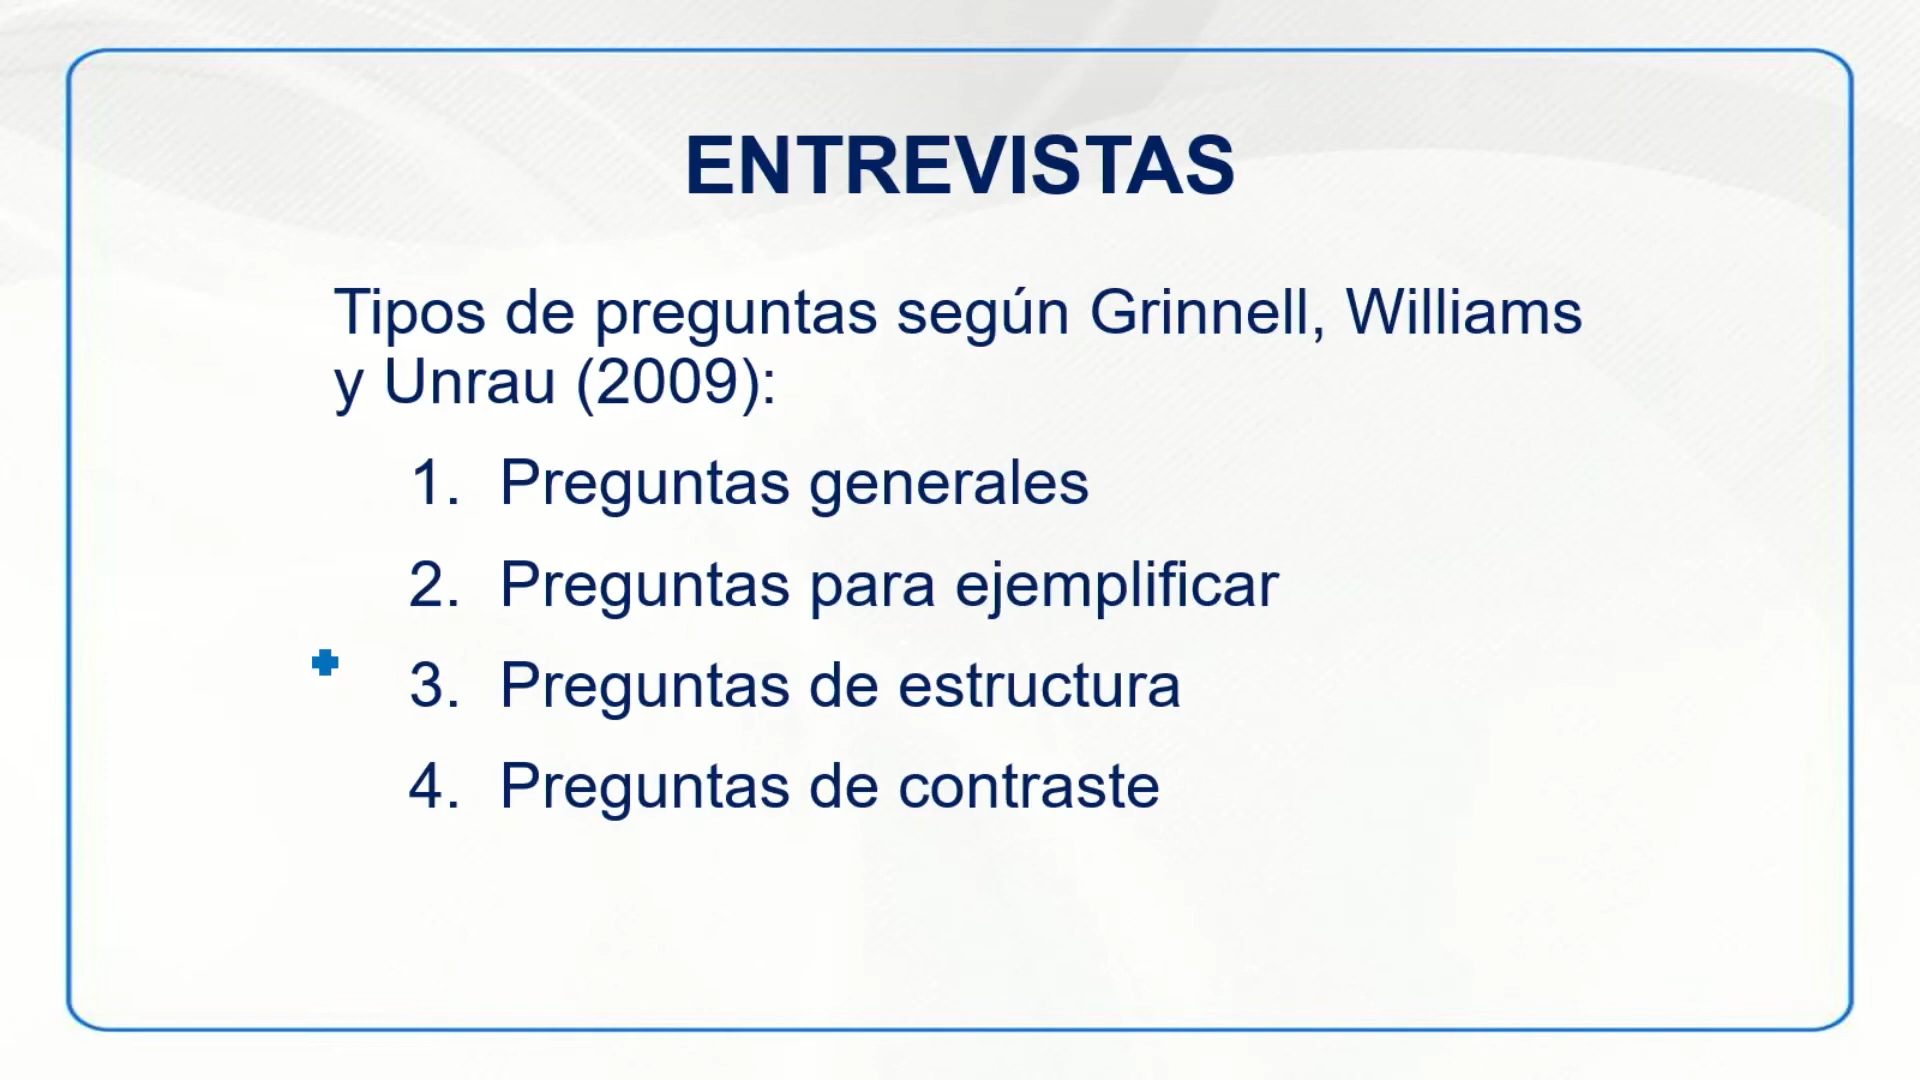 ENTREVISTAS
Tipos de preguntas según Grinnell, Williams
y Unrau (2009):
1. Preguntas generales
2. Preguntas para ejemplificar
3. Preguntas de estructura
4. Preguntas de contraste